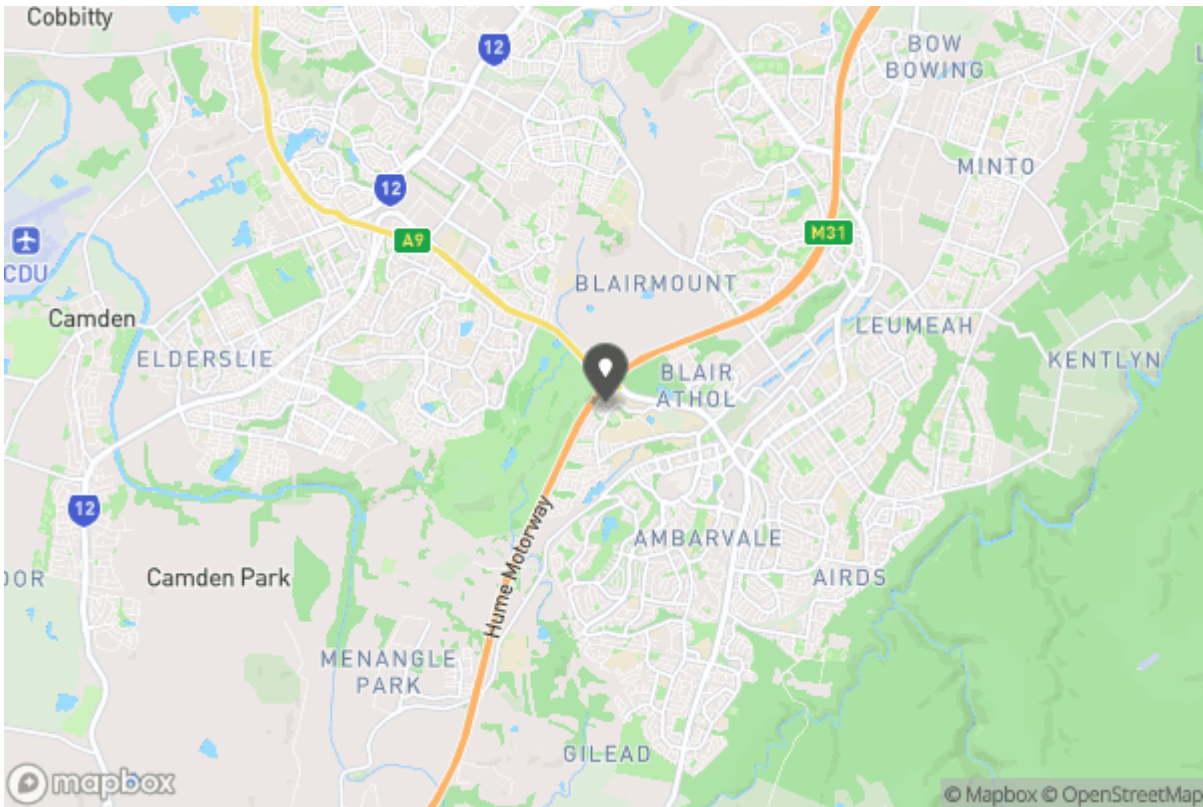 Cobbitty
12
BOW
BOWING
MINTO
12
A9
M31
CDU
BLAIRMOUNT
Camden
LEUMEAH
ELDERSLIE
KENTLYN
BLAIR
ATHOL
12
Hume Motorway
AMBARVALE
Camden Park
AIRDS
MENANGLE
PARK
GILEAD
mapbox
© Mapbox © OpenStreetMap